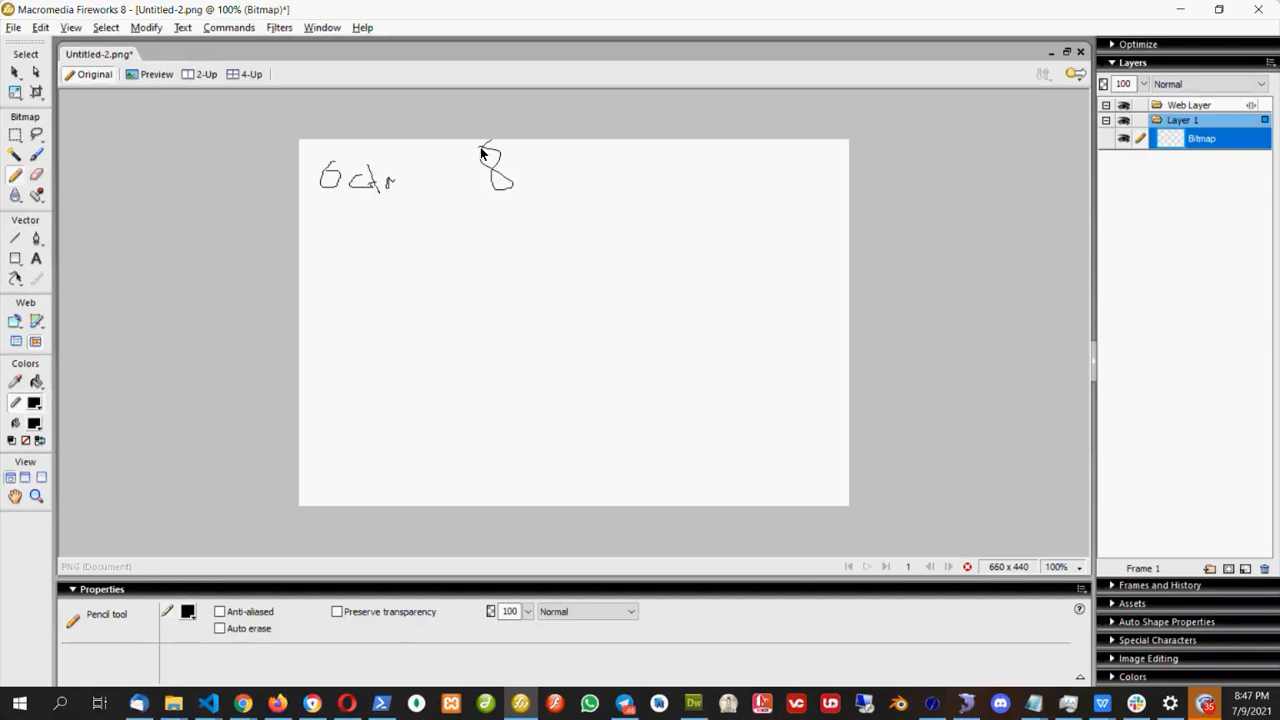 Macromedia Fireworks 8 - [Untitled-2.png @ 100% (Bitmap)*]
File Edit View Select Modify Text Commands Filters Window Help
Select
Bitmap
Vector
Web
Colors
View
Untitled-2.png*
Original Preview 2-Up 4-Up
8
PNG (Document) 1 660 x 440 100%
Properties
Pencil tool Anti-aliased Preserve transparency 100 Normal
Auto erase
Optimize
Layers
100 Normal
Web Layer
Layer 1
Bitmap
Frame 1
Frames and History
Assets
Auto Shape Properties
Special Characters
Image Editing
Colors
35
8:47 PM
7/9/2021